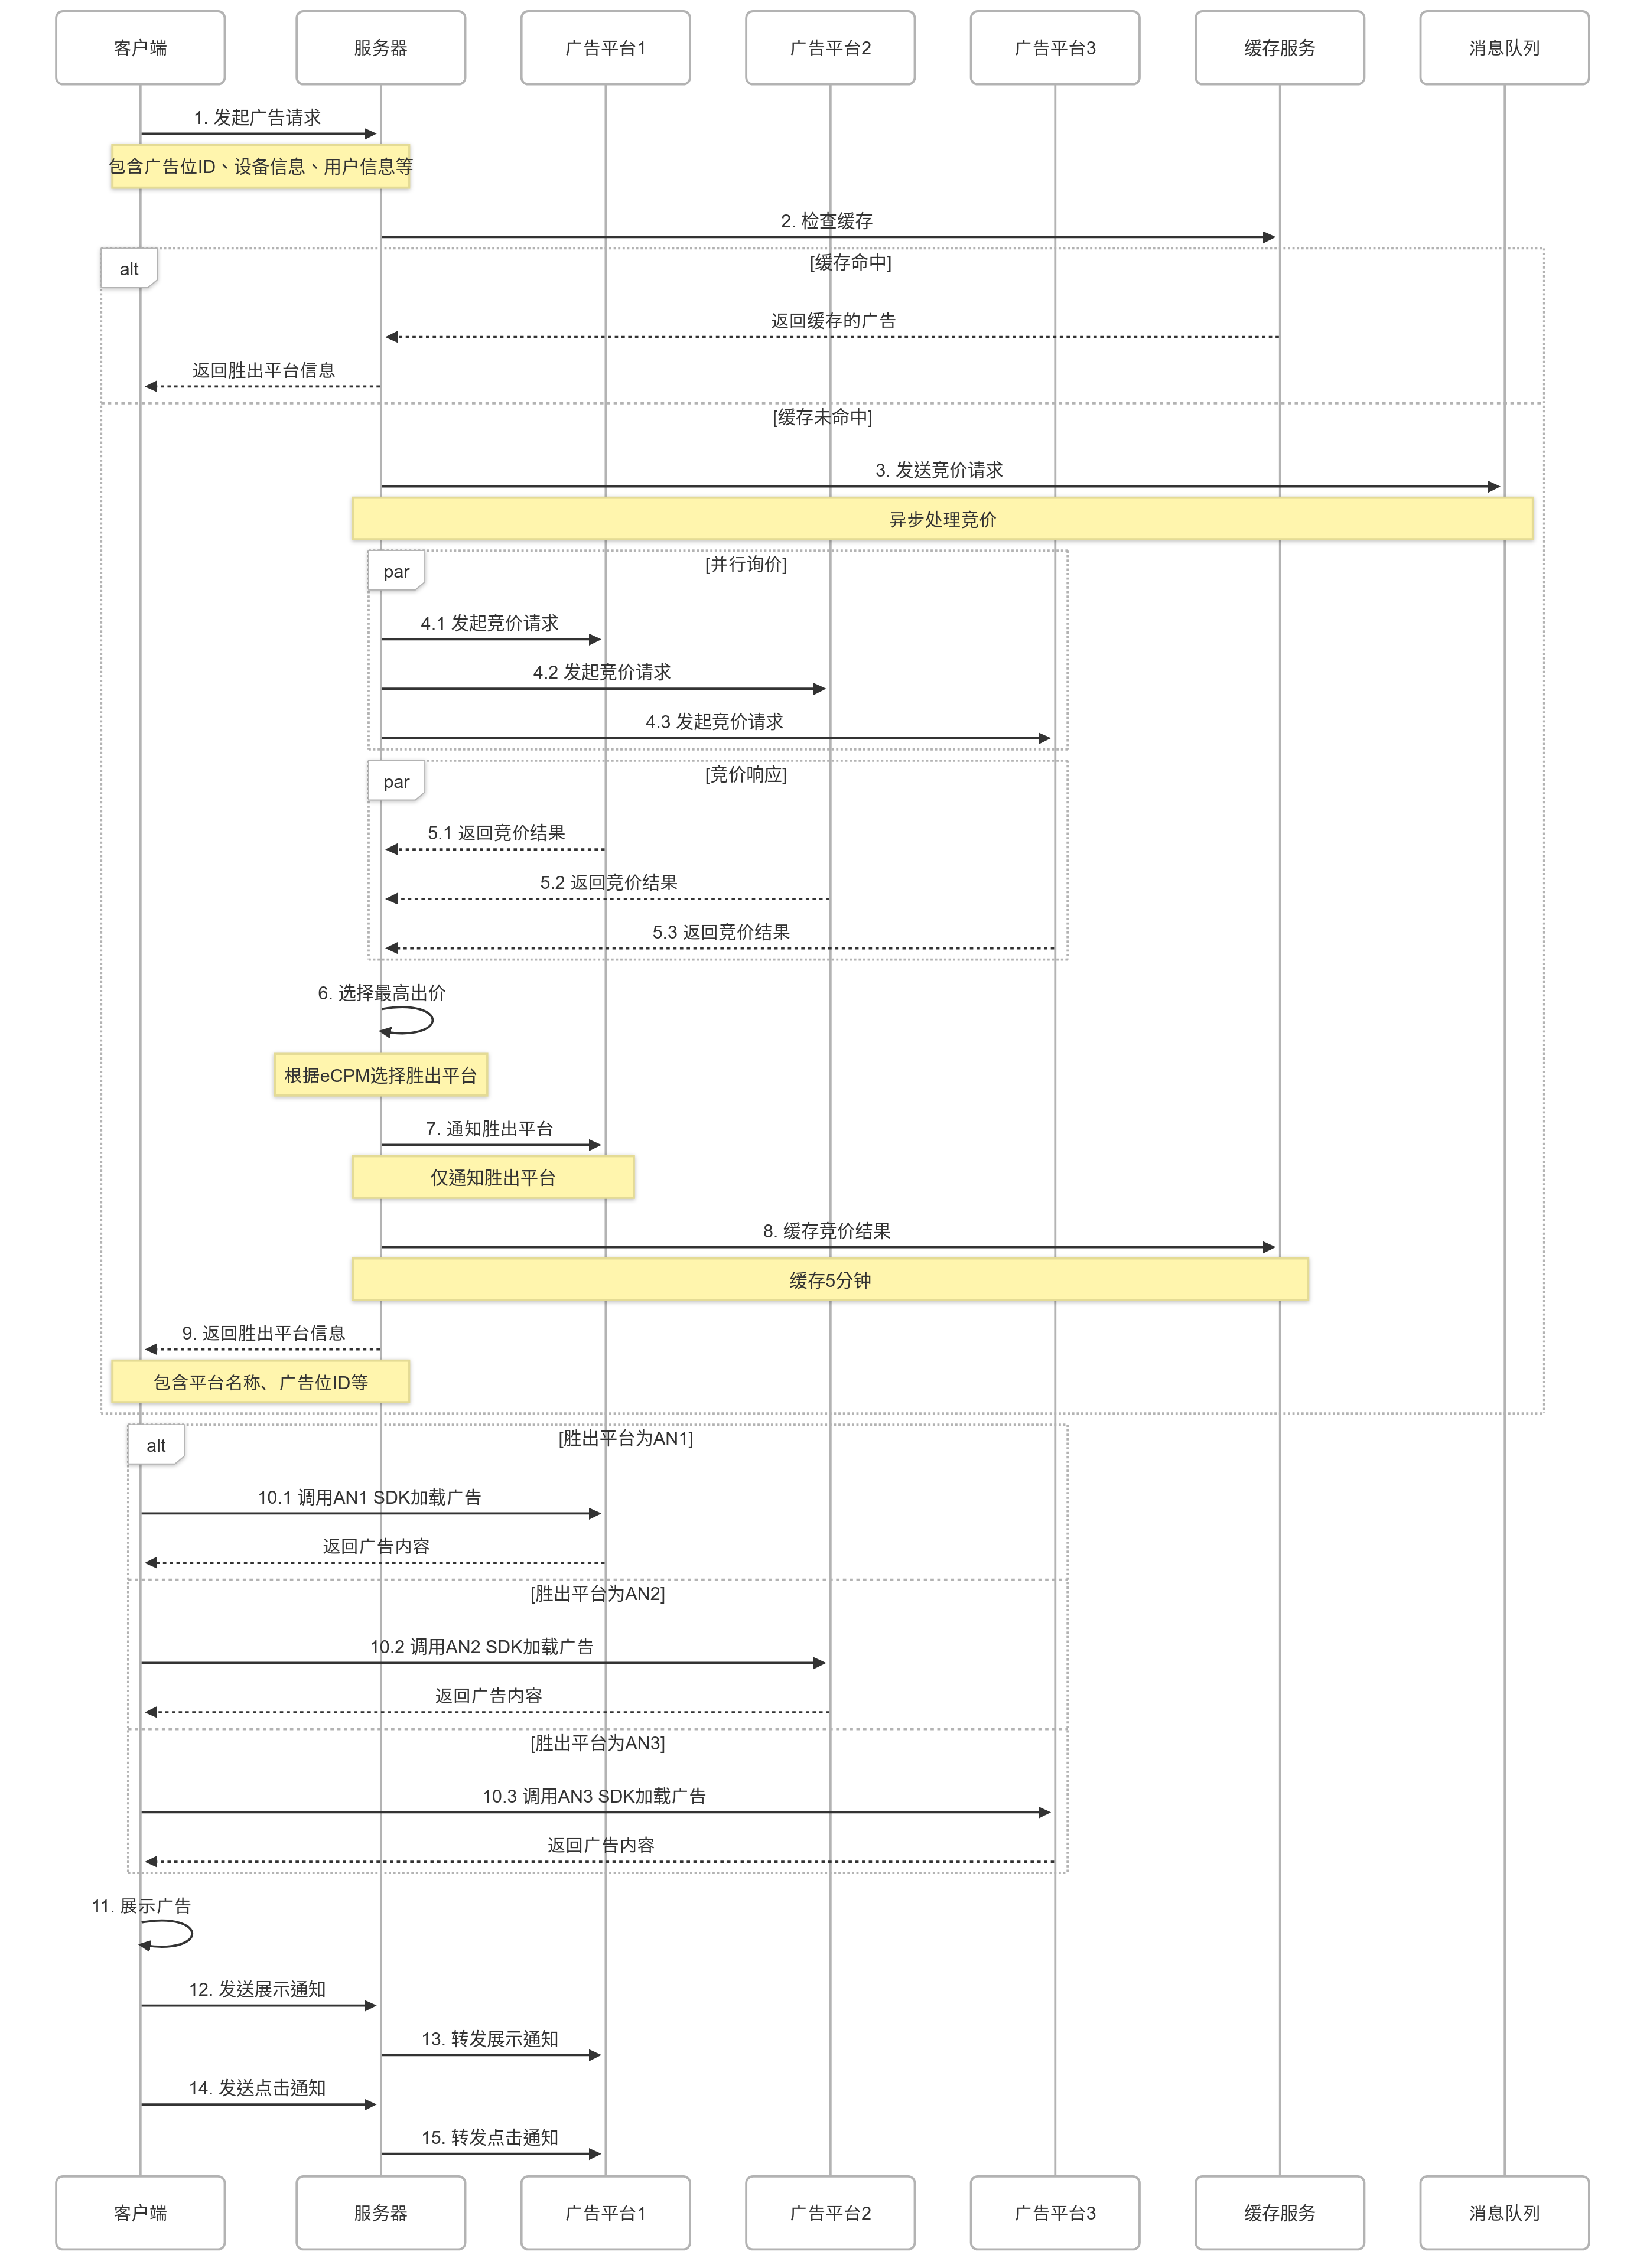 客户端
服务器
广告平台1
广告平台2
广告平台3
缓存服务
消息队列
1. 发起广告请求
包含广告位ID、设备信息、用户信息等
2. 检查缓存
alt
[缓存命中]
返回缓存的广告
返回胜出平台信息
[缓存未命中]
3. 发送竞价请求
异步处理竞价
par
[并行询价]
4.1 发起竞价请求
4.2 发起竞价请求
4.3 发起竞价请求
par
[竞价响应]
5.1 返回竞价结果
5.2 返回竞价结果
5.3 返回竞价结果
6. 选择最高出价
根据eCPM选择胜出平台
7. 通知胜出平台
仅通知胜出平台
8. 缓存竞价结果
缓存5分钟
9. 返回胜出平台信息
包含平台名称、广告位ID等
alt
[胜出平台为AN1]
10.1 调用AN1 SDK加载广告
返回广告内容
[胜出平台为AN2]
10.2 调用AN2 SDK加载广告
返回广告内容
[胜出平台为AN3]
10.3 调用AN3 SDK加载广告
返回广告内容
11. 展示广告
12. 发送展示通知
13. 转发展示通知
14. 发送点击通知
15. 转发点击通知
客户端
服务器
广告平台1
广告平台2
广告平台3
缓存服务
消息队列